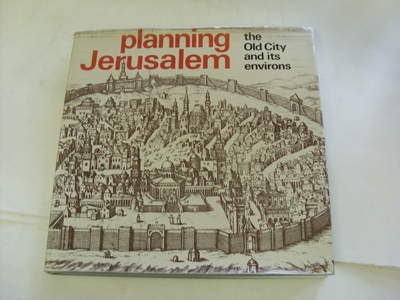 planning
Jerusalem
the
Old City
and its
environs